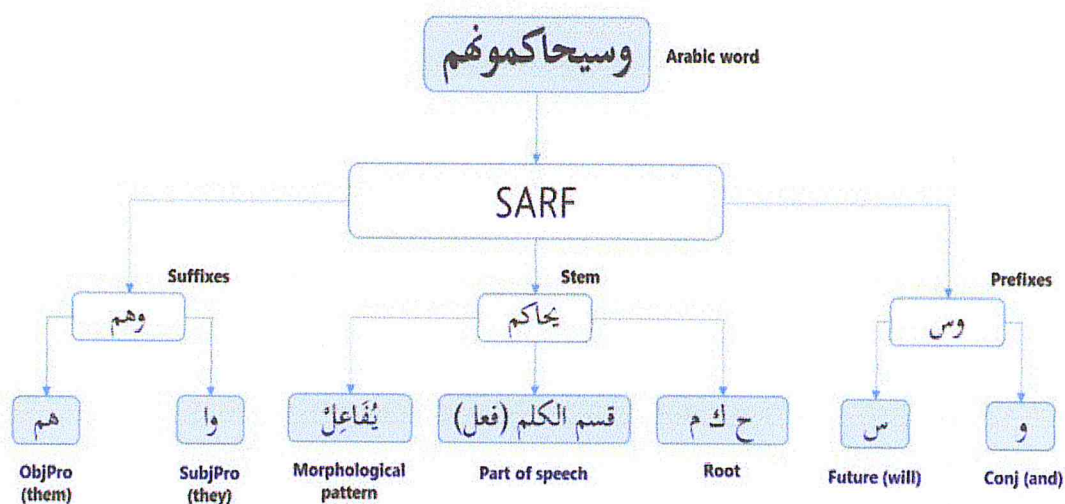 وسيحاكمونهم
Arabic word
SARF
Suffixes
Stem
Prefixes
وهم
يحاكم
وس
هم
وا
يُفَاعِلْ
قسم الكلم (فعل)
ح ك م
س
و
ObjPro
(them)
SubjPro
(they)
Morphological
pattern
Part of speech
Root
Future (will)
Conj (and)